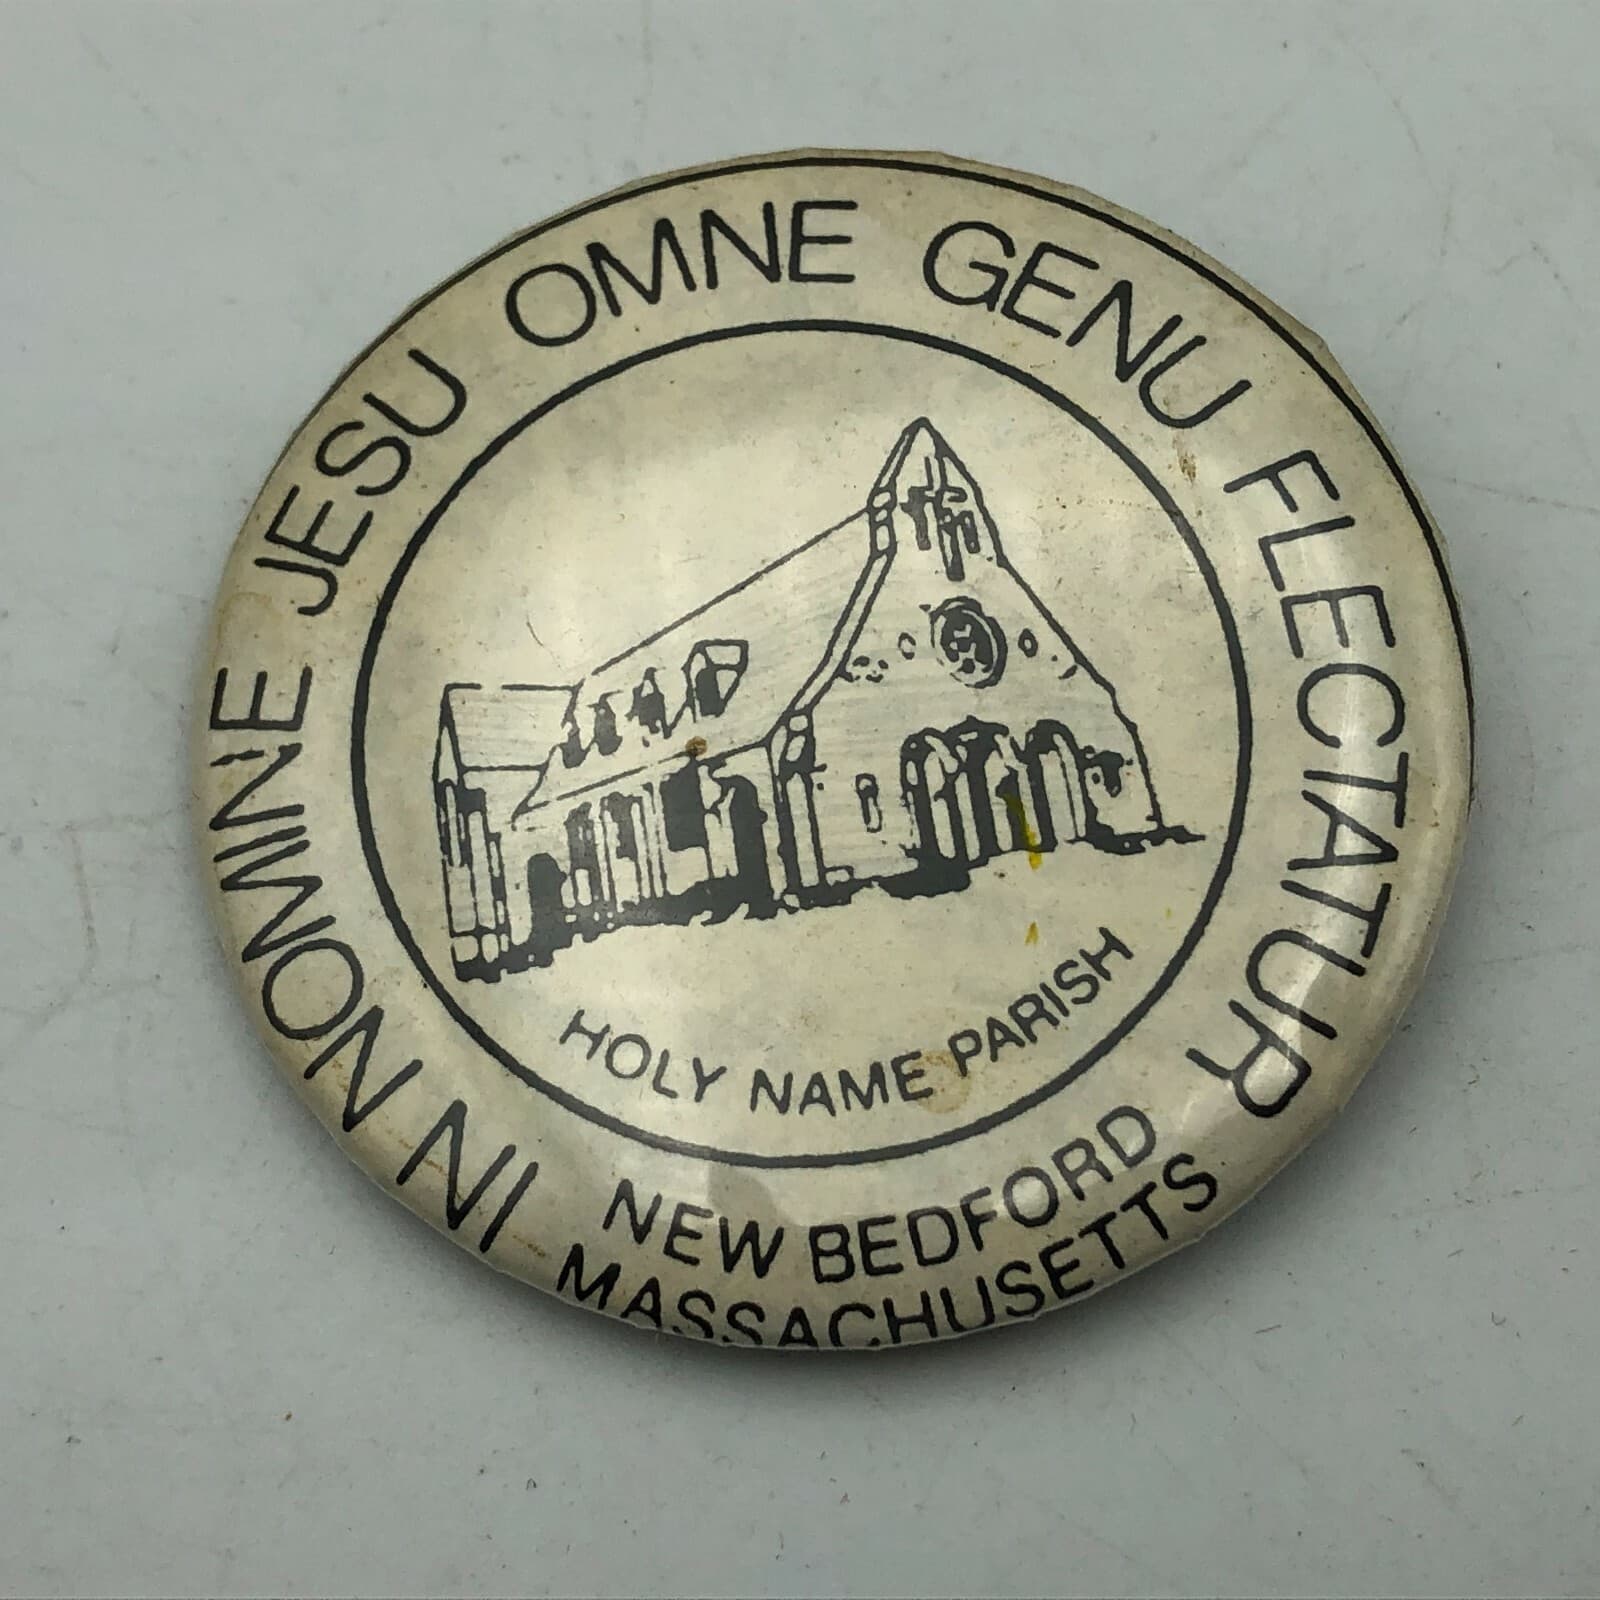 IN NOMINE JESU OMNE GENU FLECTATUR
HOLY NAME PARISH
NEW BEDFORD
MASSACHUSETTS